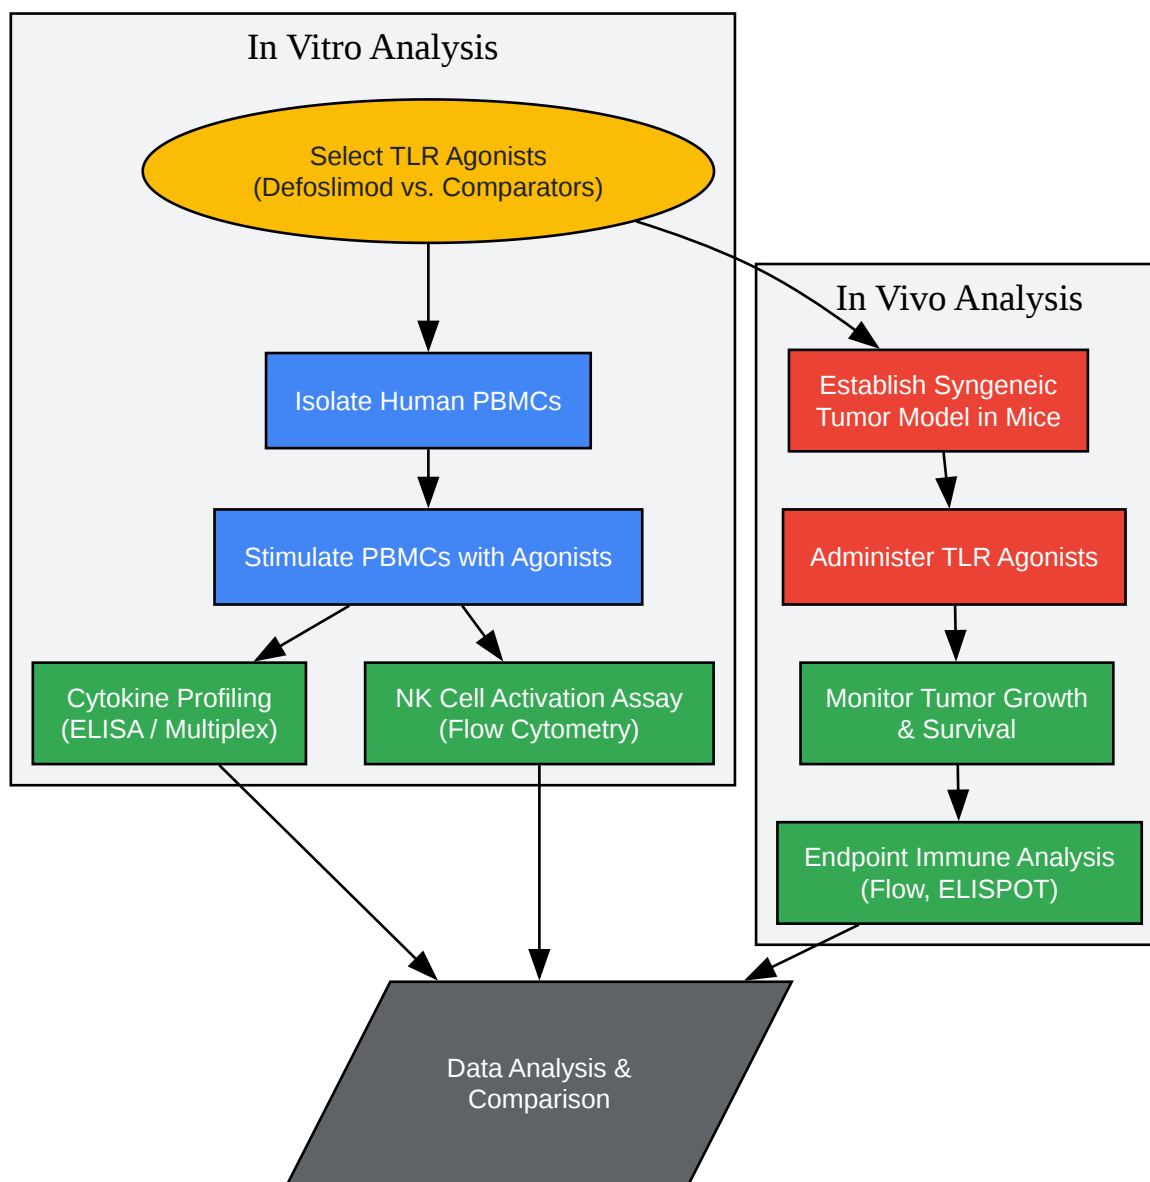 In Vitro Analysis
Select TLR Agonists
(Defoslimod vs. Comparators)
Isolate Human PBMCs
Stimulate PBMCs with Agonists
Cytokine Profiling
(ELISA / Multiplex)
NK Cell Activation Assay
(Flow Cytometry)
In Vivo Analysis
Establish Syngeneic
Tumor Model in Mice
Administer TLR Agonists
Monitor Tumor Growth
& Survival
Endpoint Immune Analysis
(Flow, ELISPOT)
Data Analysis &
Comparison